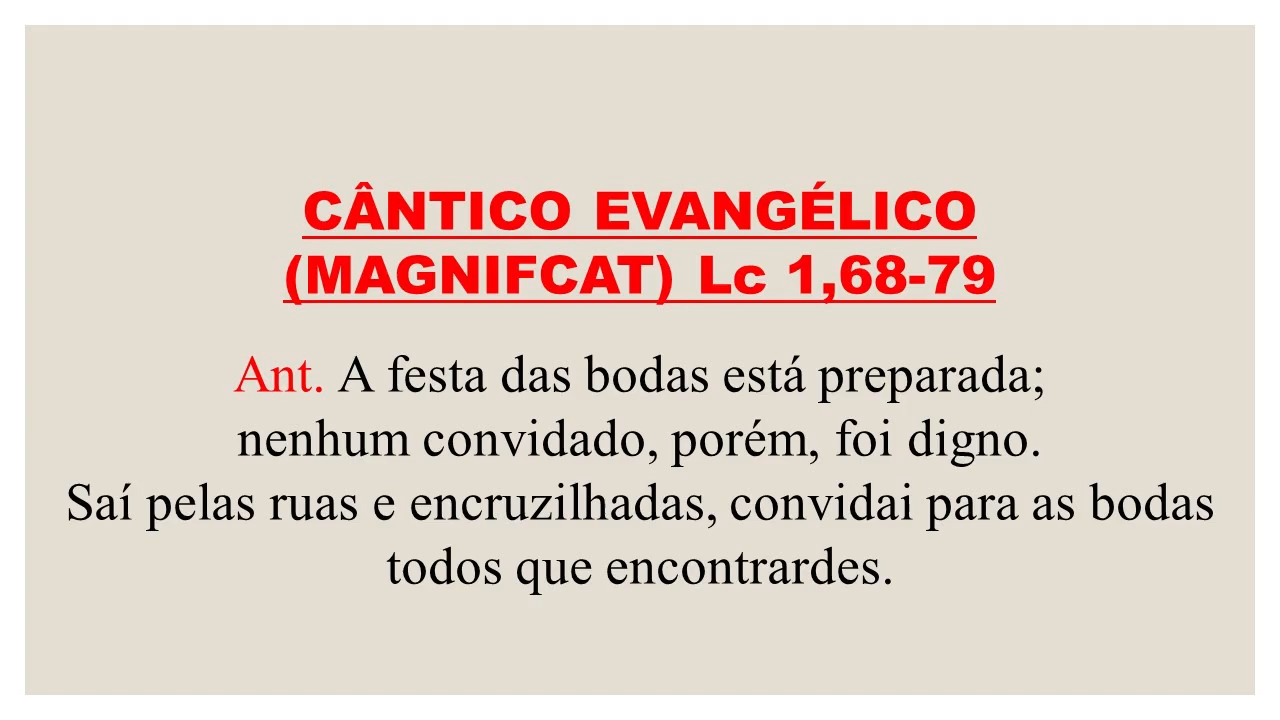 CÂNTICO EVANGÉLICO
(MAGNIFCAT) Lc 1,68-79
Ant. A festa das bodas está preparada;
nenhum convidado, porém, foi digno.
Saí pelas ruas e encruzilhadas, convidai para as bodas
todos que encontrardes.